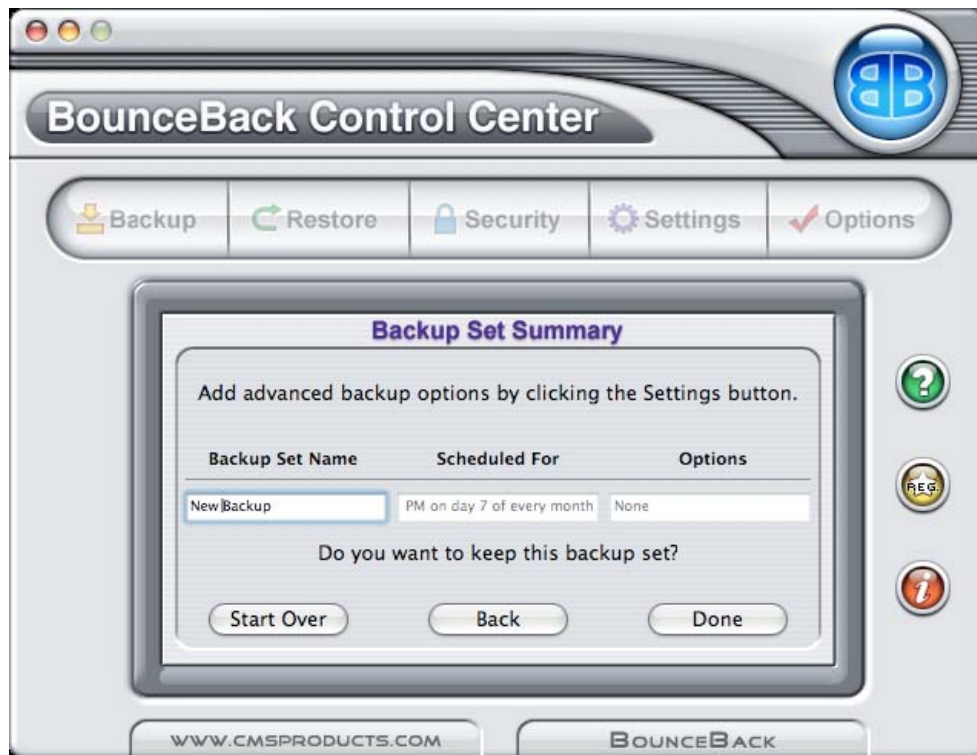 BB
BounceBack Control Center
Backup Restore Security Settings Options
Backup Set Summary
Add advanced backup options by clicking the Settings button.
Backup Set Name Scheduled For Options
New Backup PM on day 7 of every month None
Do you want to keep this backup set?
Start Over Back Done
?
REG.
i
WWW.CMSPRODUCTS.COM BOUNCEBACK